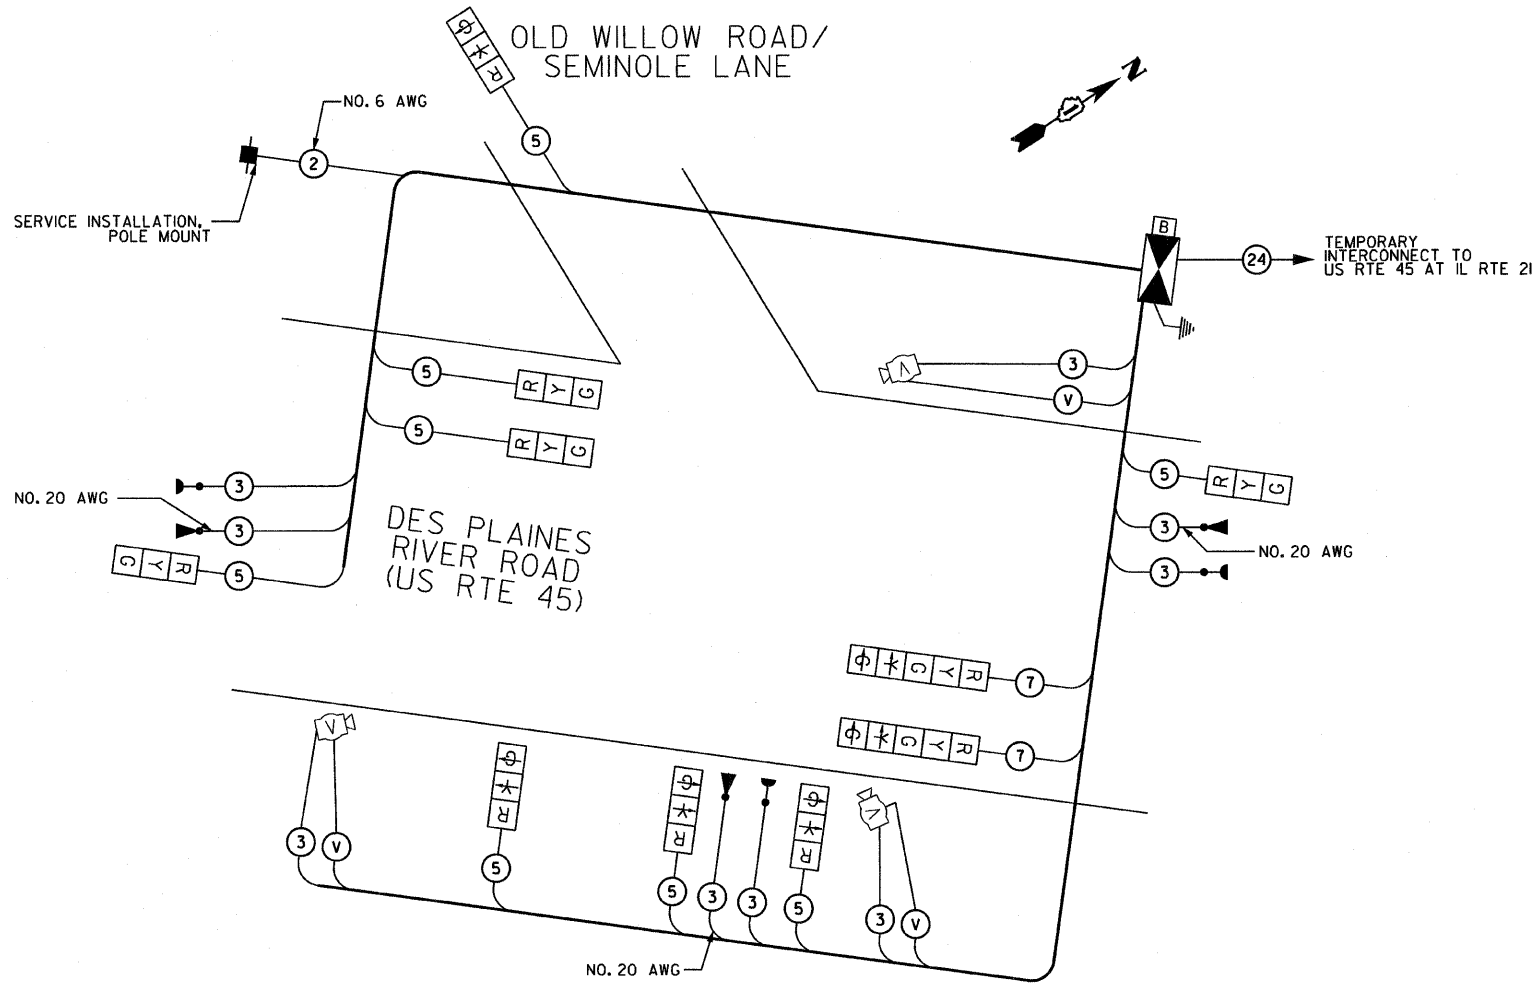 OLD WILLOW ROAD/
SEMINOLE LANE
N
NO. 6 AWG
R
5
2
SERVICE INSTALLATION,
POLE MOUNT
B
24
TEMPORARY
INTERCONNECT TO
US RTE 45 AT IL RTE 21
5
R Y G
V
3
V
5
R Y G
5
R Y G
3
NO. 20 AWG
3
3
NO. 20 AWG
3
G Y R
5
DES PLAINES
RIVER ROAD
(US RTE 45)
G Y R
7
G Y R
7
V
3
V
R
5
R
5
3
3
R
5
V
3
V
NO. 20 AWG